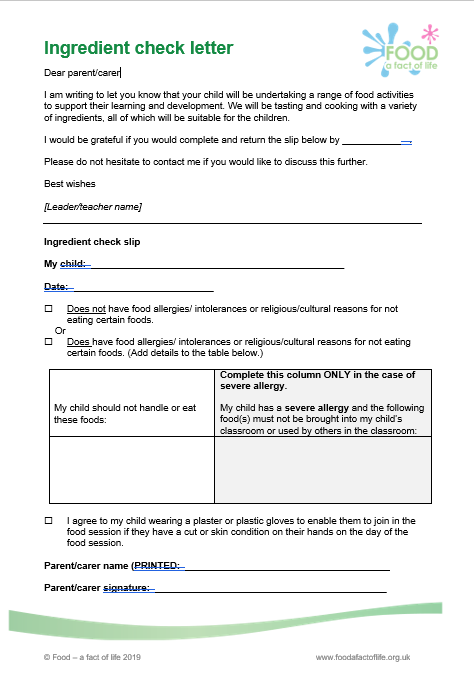 Ingredient check letter
FOOD
a fact of life
Dear parent/carer
I am writing to let you know that your child will be undertaking a range of food activities
to support their learning and development. We will be tasting and cooking with a variety
of ingredients, all of which will be suitable for the children.
I would be grateful if you would complete and return the slip below by ____________.
Please do not hesitate to contact me if you would like to discuss this further.
Best wishes
[Leader/teacher name]
Ingredient check slip
My child:
Date:
☐ Does not have food allergies/ intolerances or religious/cultural reasons for not
eating certain foods.
Or
☐ Does have food allergies/ intolerances or religious/cultural reasons for not eating
certain foods. (Add details to the table below.)
My child should not handle or eat
these foods:
Complete this column ONLY in the case of
severe allergy.
My child has a severe allergy and the following
food(s) must not be brought into my child's
classroom or used by others in the classroom:
☐ I agree to my child wearing a plaster or plastic gloves to enable them to join in the
food session if they have a cut or skin condition on their hands on the day of the
food session.
Parent/carer name (PRINTED:
Parent/carer signature:
© Food – a fact of life 2019
www.foodafactoflife.org.uk